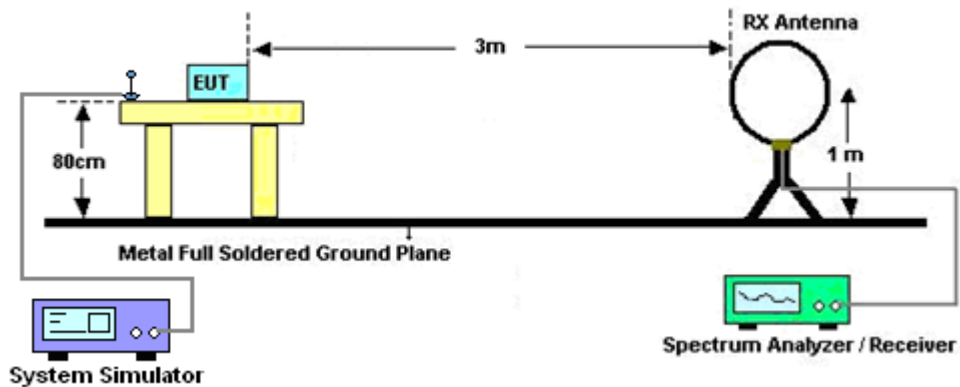 RX Antenna
3m
EUT
80cm
1 m
Metal Full Soldered Ground Plane
System Simulator
Spectrum Analyzer / Receiver